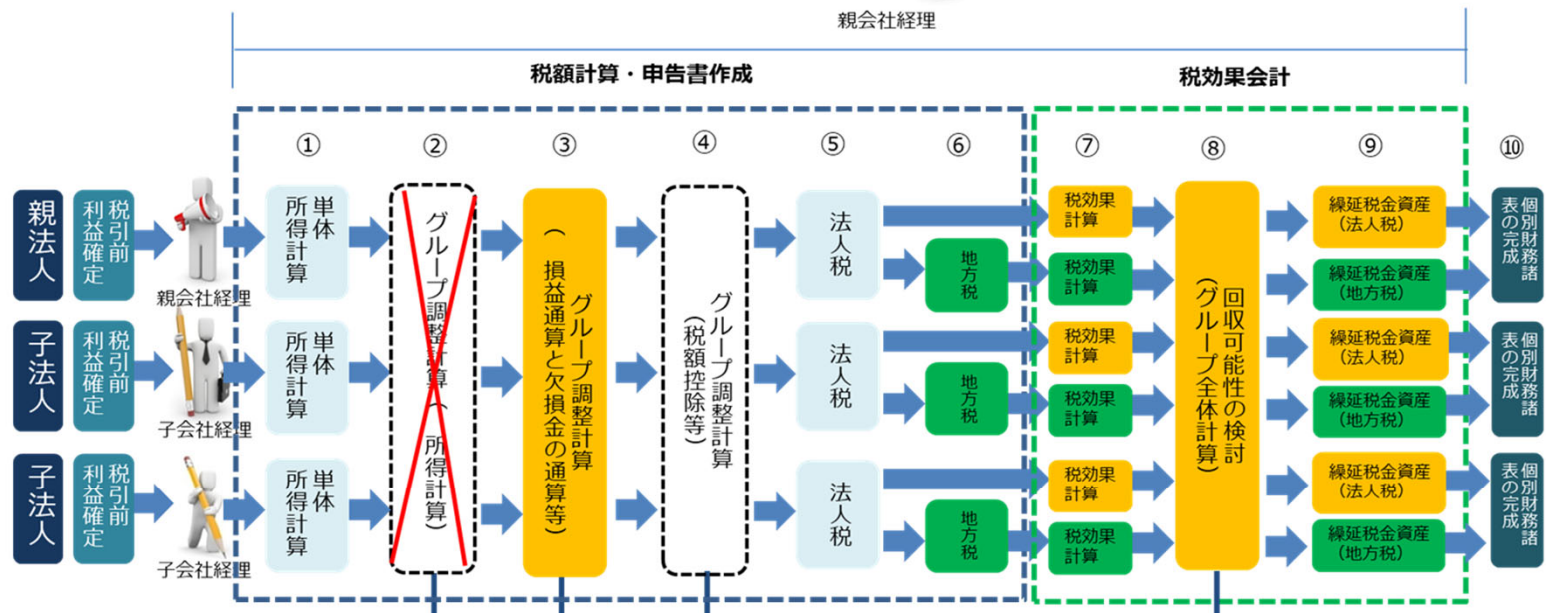 親会社経理
税額計算・申告書作成
税効果会計
①
②
③
④
⑤
⑥
⑦
⑧
⑨
⑩
親法人
税引前
利益確定
親会社経理
単体
所得計算
子法人
税引前
利益確定
子会社経理
単体
所得計算
子法人
税引前
利益確定
子会社経理
単体
所得計算
グループ調整計算(所得計算)
グループ調整計算
(損益通算と欠損金の通算等)
グループ調整計算
(税額控除等)
法人税
地方税
法人税
地方税
法人税
地方税
税効果
計算
税効果
計算
税効果
計算
税効果
計算
税効果
計算
税効果
計算
回収可能性の検討
(グループ全体計算)
繰延税金資産
(法人税)
繰延税金資産
(地方税)
繰延税金資産
(法人税)
繰延税金資産
(地方税)
繰延税金資産
(法人税)
繰延税金資産
(地方税)
個別財務諸
表の完成
個別財務諸
表の完成
個別財務諸
表の完成